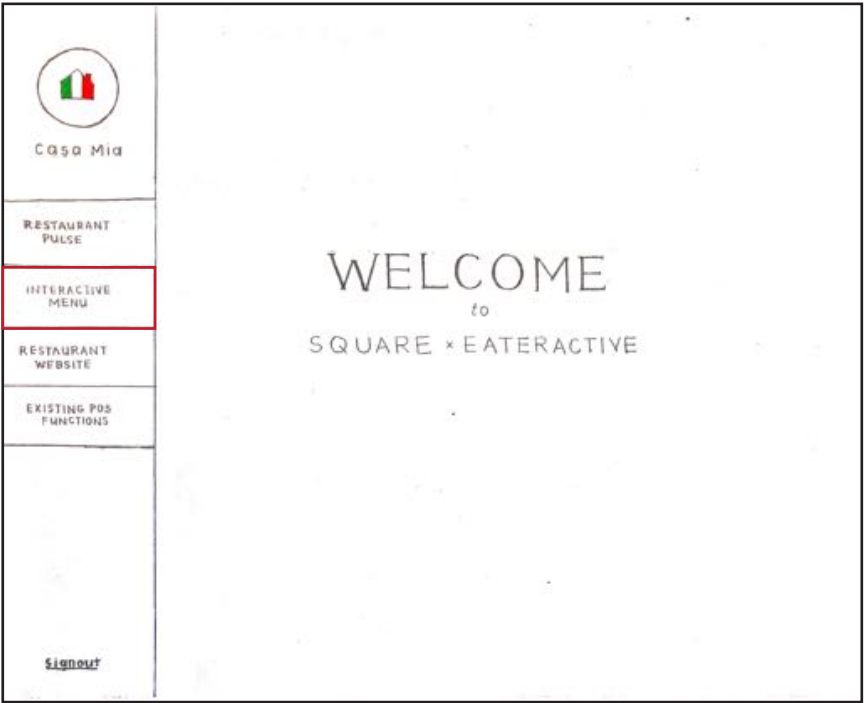 Casa Mia
RESTAURANT
PULSE
INTERACTIVE
MENU
RESTAURANT
WEBSITE
EXISTING POS
FUNCTIONS
Signout
WELCOME
to
SQUARE × EATERACTIVE